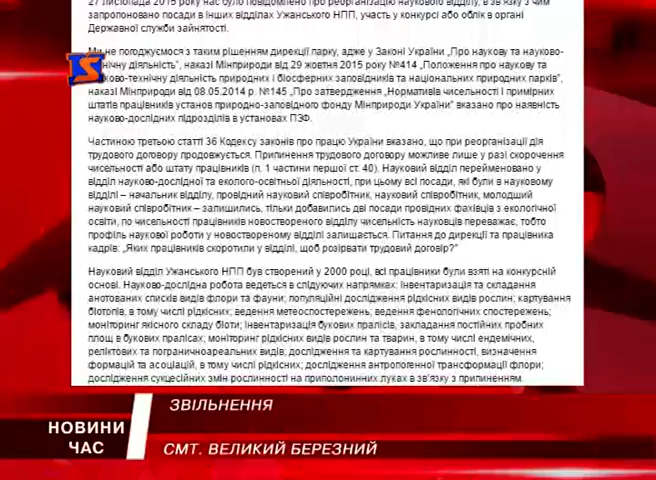 27 листопада 2015 року нас було повідомлено про реорганізацію наукового відділу, в зв'язку з чим
запропоновано посади в інших відділах Ужанського НПП, участь у конкурсі або облік в органі
Державної служби зайнятості.
Ми не погоджуємося з таким рішенням дирекції парку, адже у Законі України „Про наукову та науково-
технічну діяльність”, наказі Мінприроди від 29 жовтня 2015 року №414 „Положення про наукову та
науково-технічну діяльність природних і біосферних заповідників та національних природних парків”,
наказі Мінприроди від 08.05.2014 р. №145 „Про затвердження „Нормативів чисельності і примірних
штатів працівників установ природно-заповідного фонду Мінприроди України” вказано про наявність
науково-дослідних підрозділів в установах ПЗФ.
Частиною третьою статті 36 Кодексу законів про працю України вказано, що при реорганізації дія
трудового договору продовжується. Припинення трудового договору можливе лише у разі скорочення
чисельності або штату працівників (п. 1 частини першої ст. 40). Науковий відділ перейменовано у
відділ науково-дослідної та еколого-освітньої діяльності, при цьому всі посади, які були в науковому
відділі – начальник відділу, провідний науковий співробітник, науковий співробітник, молодший
науковий співробітник – залишились, тільки добавились дві посади провідних фахівців з екологічної
освіти, по чисельності працівників новоствореного відділу чисельність науковців переважає, тобто
профіль наукової роботи у новоствореному відділі залишається. Питання до дирекції та працівника
кадрів: „Яких працівників скоротили у відділі, щоб розірвати трудовий договір?”
Науковий відділ Ужанського НПП був створений у 2000 році, всі працівники були взяті на конкурсній
основі. Науково-дослідна робота ведеться в слідуючих напрямках: інвентаризація та складання
анотованих списків видів флори та фауни; популяційні дослідження рідкісних видів рослин; картування
біотопів, в тому числі рідкісних; ведення метеоспостережень; ведення фенологічних спостережень;
моніторинг якісного складу біоти; інвентаризація букових пралісів, закладання постійних пробних
площ в букових пралісах; моніторинг рідкісних видів рослин та тварин, в тому числі ендемічних,
реліктових та погранично­ареальних видів; дослідження та картування рослинності, визначення
формацій та асоціацій, в тому числі рідкісних; дослідження антропогенної трансформації флори;
дослідження сукцесійних змін рослинності на приполонинних луках в зв'язку з припиненням
ЗВІЛЬНЕННЯ
НОВИНИ
ЧАС
СМТ. ВЕЛИКИЙ БЕРЕЗНИЙ